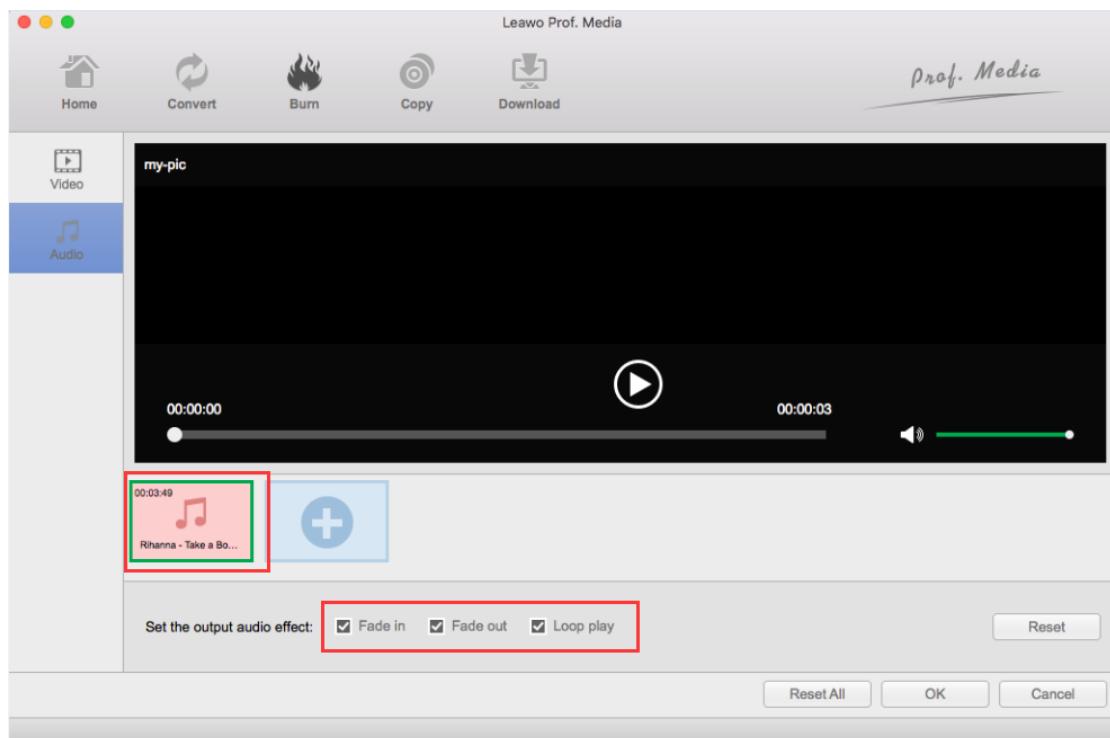 Leawo Prof. Media
Home Convert Burn Copy Download
Prof. Media
Video
Audio
my-pic
00:00:00 00:00:03
00:03:49
Rihanna - Take a Bo...
Set the output audio effect: Fade in Fade out Loop play Reset
Reset All OK Cancel